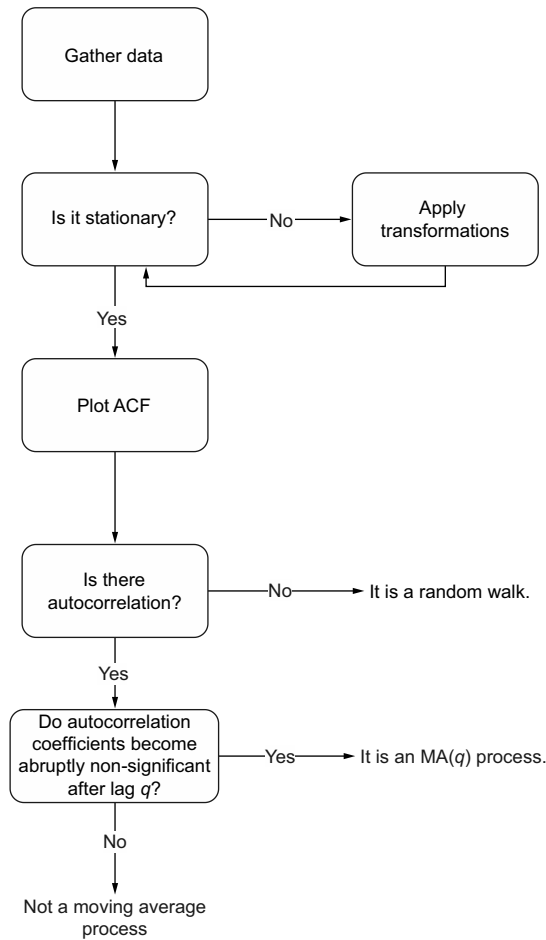 Gather data
Is it stationary?
No
Apply
transformations
Yes
Plot ACF
Is there
autocorrelation?
No
It is a random walk.
Yes
Do autocorrelation
coefficients become
abruptly non-significant
after lag q?
Yes
It is an MA(q) process.
No
Not a moving average
process